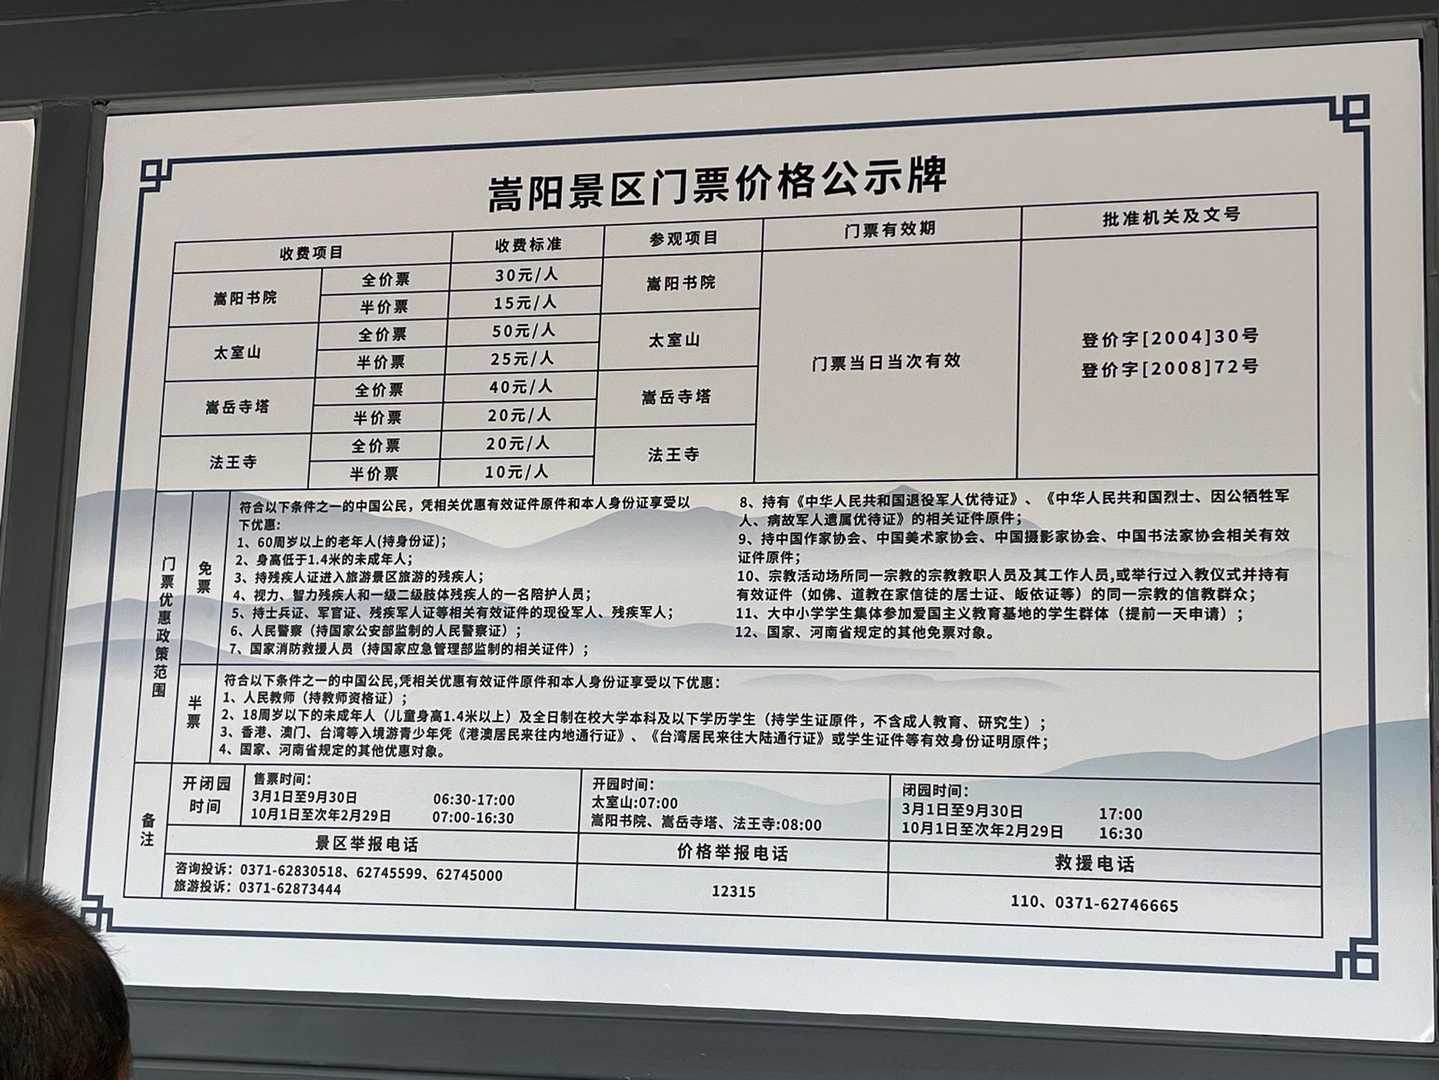 嵩阳景区门票价格公示牌
收费项目 收费标准 参观项目 门票有效期 批准机关及文号
嵩阳书院 全价票 30元/人 嵩阳书院
半价票 15元/人
太室山 全价票 50元/人 太室山
半价票 25元/人
嵩岳寺塔 全价票 40元/人 嵩岳寺塔
半价票 20元/人
法王寺 全价票 20元/人 法王寺
半价票 10元/人
门票当日当次有效
登价字[2004]30号
登价字[2008]72号
门票优惠政策范围
免票
符合以下条件之一的中国公民，凭相关优惠有效证件原件和本人身份证享受以
下优惠:
1、60周岁以上的老年人(持身份证)；
2、身高低于1.4米的未成年人；
3、持残疾人证进入旅游景区旅游的残疾人；
4、视力、智力残疾人和一级二级肢体残疾人的一名陪护人员；
5、持士兵证、军官证、残疾军人证等相关有效证件的现役军人、残疾军人；
6、人民警察（持国家公安部监制的人民警察证）；
7、国家消防救援人员（持国家应急管理部监制的相关证件）；
8、持有《中华人民共和国退役军人优待证》、《中华人民共和国烈士、因公牺牲军
人、病故军人遗属优待证》的相关证件原件；
9、持中国作家协会、中国美术家协会、中国摄影家协会、中国书法家协会相关有效
证件原件；
10、宗教活动场所同一宗教的宗教教职人员及其工作人员,或举行过入教仪式并持有
有效证件（如佛、道教在家信徒的居士证、皈依证等）的同一宗教的信教群众；
11、大中小学学生集体参加爱国主义教育基地的学生群体（提前一天申请）；
12、国家、河南省规定的其他免票对象。
半票
符合以下条件之一的中国公民,凭相关优惠有效证件原件和本人身份证享受以下优惠:
1、人民教师（持教师资格证）；
2、18周岁以下的未成年人（儿童身高1.4米以上）及全日制在校大学本科及以下学历学生（持学生证原件，不含成人教育、研究生）；
3、香港、澳门、台湾等入境游青少年凭《港澳居民来往内地通行证》、《台湾居民来往大陆通行证》或学生证件等有效身份证明原件；
4、国家、河南省规定的其他优惠对象。
备注
开闭园
时间
售票时间:
3月1日至9月30日 06:30-17:00
10月1日至次年2月29日 07:00-16:30
开园时间:
太室山:07:00
嵩阳书院、嵩岳寺塔、法王寺:08:00
闭园时间:
3月1日至9月30日 17:00
10月1日至次年2月29日 16:30
景区举报电话 价格举报电话 救援电话
咨询投诉: 0371-62830518、62745599、62745000
旅游投诉: 0371-62873444
12315
110、0371-62746665